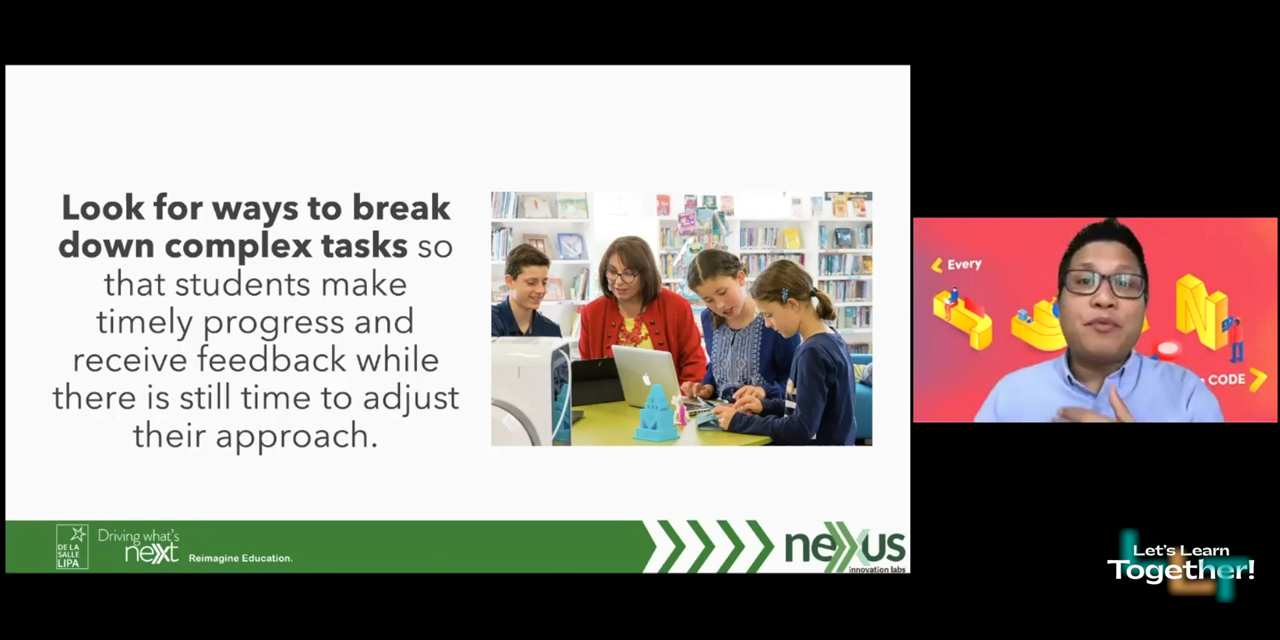 Look for ways to break
down complex tasks so
that students make
timely progress and
receive feedback while
there is still time to adjust
their approach.
DE LA
SALLE
LIPA
Driving what's
next
Reimagine Education.
nexus
innovation labs
Every
CODE
Let's Learn
Together!